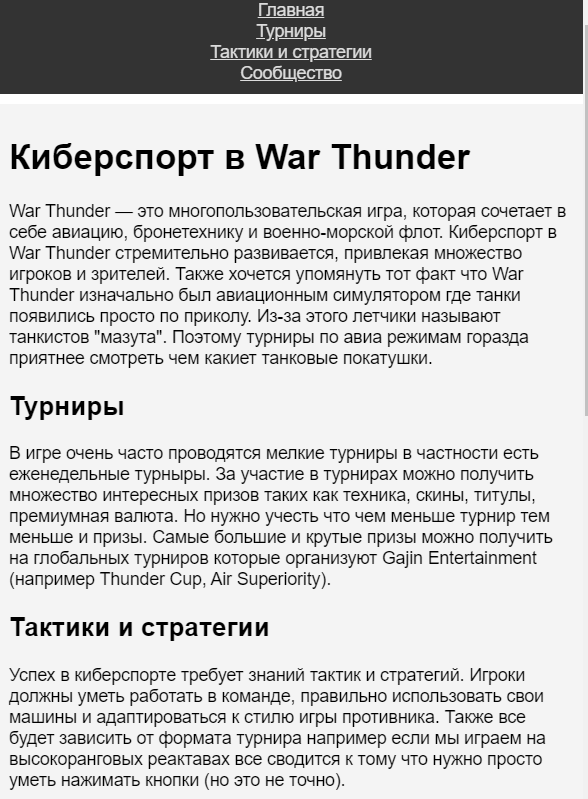 Главная
Турниры
Тактики и стратегии
Сообщество
Киберспорт в War Thunder
War Thunder — это многопользовательская игра, которая сочетает в
себе авиацию, бронетехнику и военно-морской флот. Киберспорт в
War Thunder стремительно развивается, привлекая множество
игроков и зрителей. Также хочется упомянуть тот факт что War
Thunder изначально был авиационным симулятором где танки
появились просто по приколу. Из-за этого летчики называют
танкистов "мазута". Поэтому турниры по авиа режимам горазда
приятнее смотреть чем какиет танковые покатушки.
Турниры
В игре очень часто проводятся мелкие турниры в частности есть
еженедельные турныры. За участие в турнирах можно получить
множество интересных призов таких как техника, скины, титулы,
премиумная валюта. Но нужно учесть что чем меньше турнир тем
меньше и призы. Самые большие и крутые призы можно получить
на глобальных турниров которые организуют Gajin Entertainment
(например Thunder Cup, Air Superiority).
Тактики и стратегии
Успех в киберспорте требует знаний тактик и стратегий. Игроки
должны уметь работать в команде, правильно использовать свои
машины и адаптироваться к стилю игры противника. Также все
будет зависить от формата турнира например если мы играем на
высокоранговых реактавах все сводится к тому что нужно просто
уметь нажимать кнопки (но это не точно).